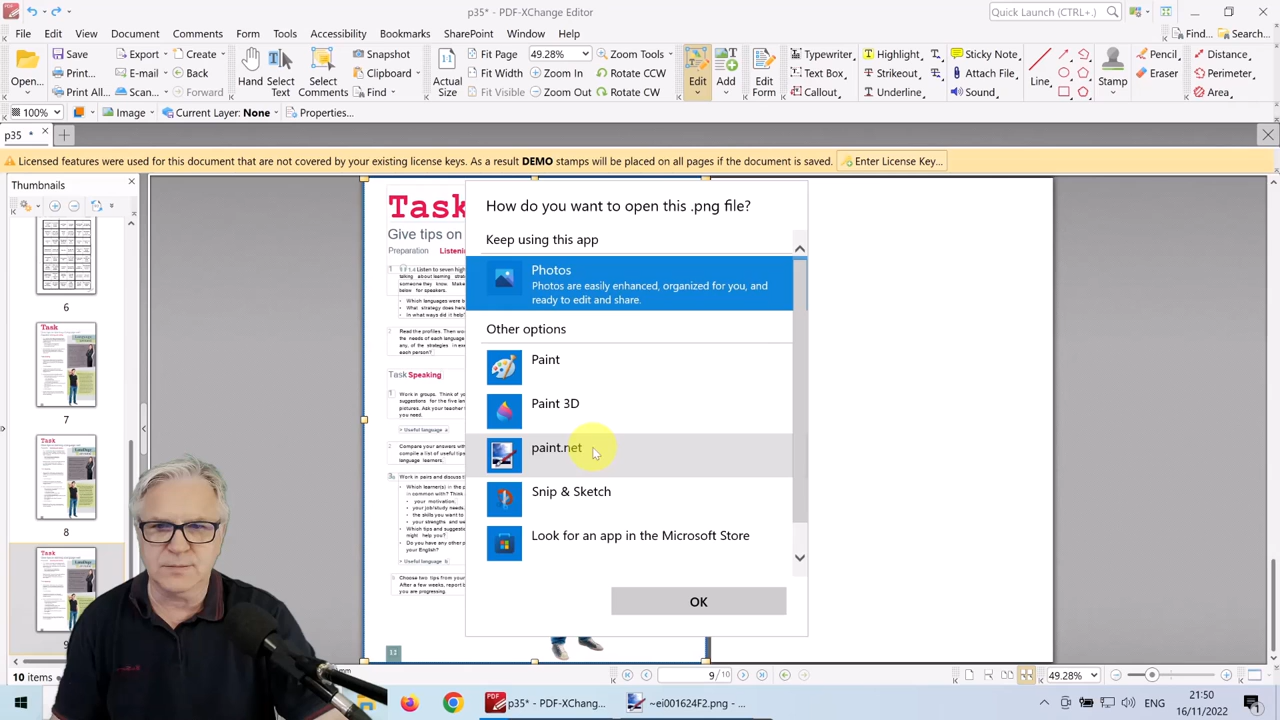 p35* - PDF-XChange Editor
Quick Launch (CTRL+.)
File Edit View Document Comments Form Tools Accessibility Bookmarks SharePoint Window Help
Find... Search...
Open... Save Print... Print All... Export E-mail Scan... Create Back Forward
Hand Select Text Select Comments Snapshot Clipboard Find
Actual Size Fit Page Fit Width Fit Visible 49.28% Zoom In Zoom Out Zoom Tools Rotate CCW Rotate CW
Edit Add Edit Form Typewriter Text Box Callout Highlight Strikeout Underline
Sticky Note Attach File Sound Line Stamp Pencil Eraser Distance Perimeter Area
100% Image Current Layer: None Properties...
p35 *
Licensed features were used for this document that are not covered by your existing license keys. As a result DEMO stamps will be placed on all pages if the document is saved. Enter License Key...
Thumbnails
6
Task
7
Task
8
Task
9
Task
Give tips on
Preparation Listenin
Task Speaking
11
How do you want to open this .png file?
Keep using this app
Photos
Photos are easily enhanced, organized for you, and
ready to edit and share.
Other options
Paint
Paint 3D
paint.net
Snip & Sketch
Look for an app in the Microsoft Store
OK
10 items
9 / 10
49.28%
p35* - PDF-XChang...
~ei001624F2.png - ...
ENG
21:50
16/11/2022